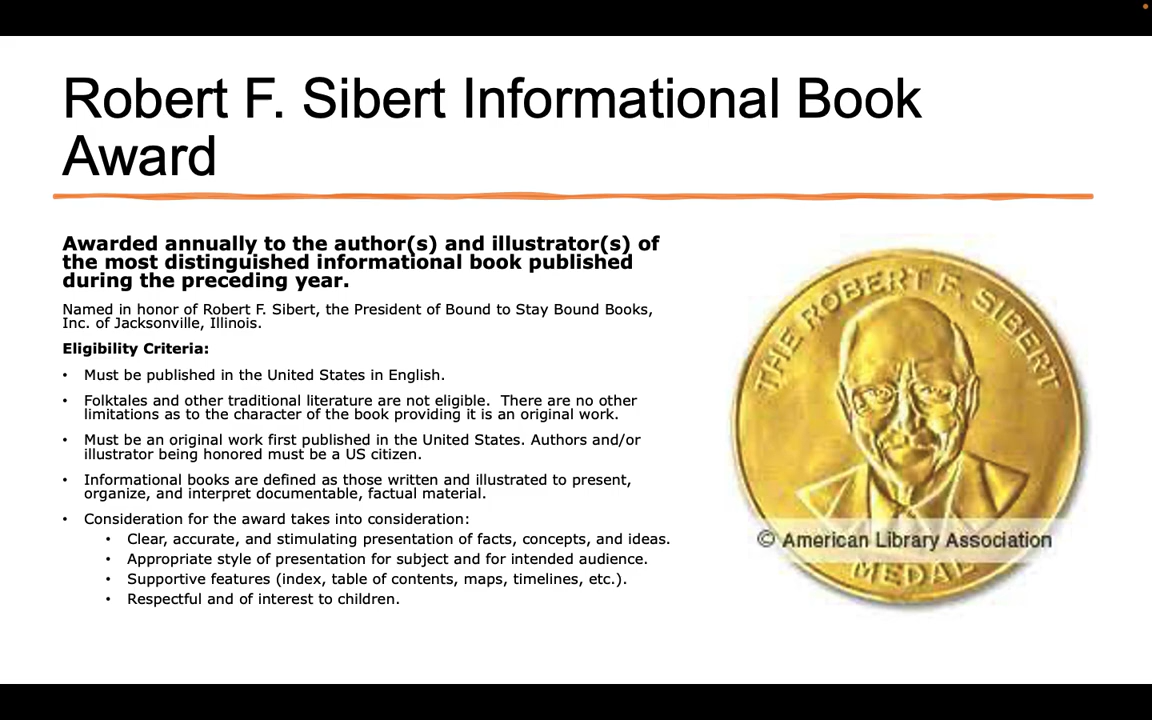 Robert F. Sibert Informational Book
Award
Awarded annually to the author(s) and illustrator(s) of
the most distinguished informational book published
during the preceding year.
Named in honor of Robert F. Sibert, the President of Bound to Stay Bound Books,
Inc. of Jacksonville, Illinois.
Eligibility Criteria:
• Must be published in the United States in English.
• Folktales and other traditional literature are not eligible.  There are no other
limitations as to the character of the book providing it is an original work.
• Must be an original work first published in the United States. Authors and/or
illustrator being honored must be a US citizen.
• Informational books are defined as those written and illustrated to present,
organize, and interpret documentable, factual material.
• Consideration for the award takes into consideration:
• Clear, accurate, and stimulating presentation of facts, concepts, and ideas.
• Appropriate style of presentation for subject and for intended audience.
• Supportive features (index, table of contents, maps, timelines, etc.).
• Respectful and of interest to children.
THE ROBERT F. SIBERT
© American Library Association
MEDAL